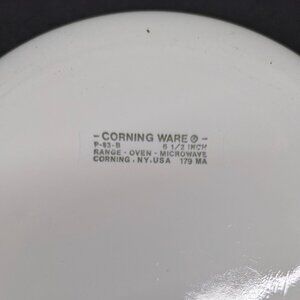 - CORNING WARE ® -
P-83-B 6 1/2 INCH
RANGE - OVEN - MICROWAVE
CORNING, NY, USA 179 MA